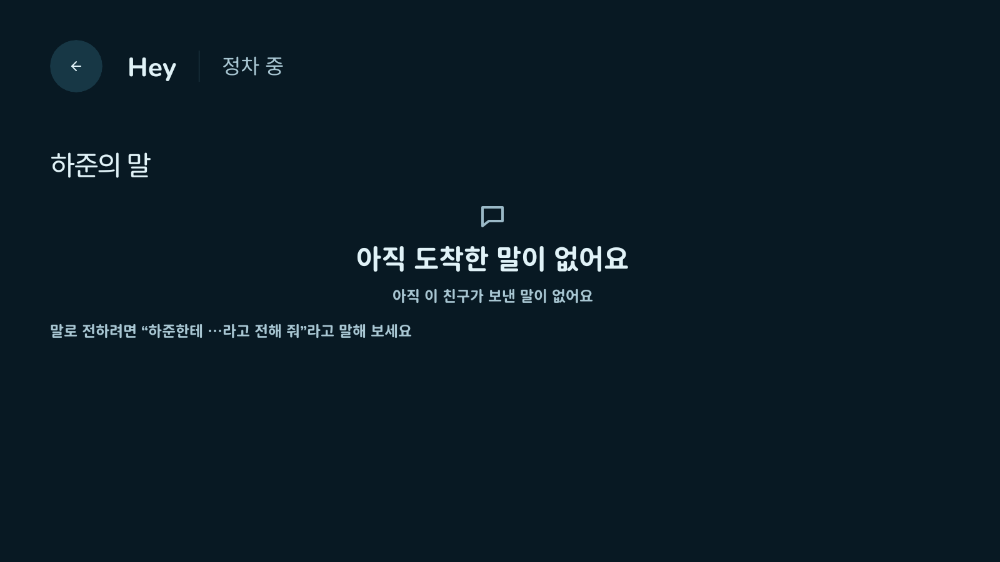 Hey
정차 중
하준의 말
아직 도착한 말이 없어요
아직 이 친구가 보낸 말이 없어요
말로 전하려면 “하준한테 …라고 전해 줘”라고 말해 보세요